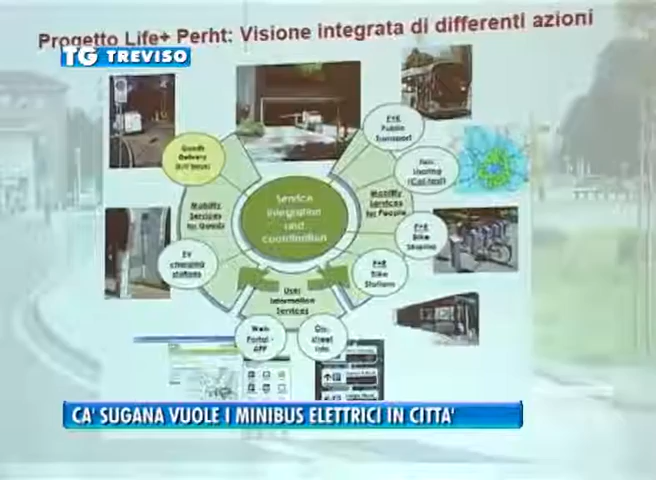 Progetto Life+ Perht: Visione integrata di differenti azioni
TG TREVISO
Goods
Delivery
Public
Transport
Mobility
Services
for Goods
Service
integration
and
coordination
Mobility
Services
for People
Bike
Sharing
EV
charging
stations
Bike
Stations
User
Information
Services
Web
Portal -
APP
On-
street
info
CA' SUGANA VUOLE I MINIBUS ELETTRICI IN CITTA'